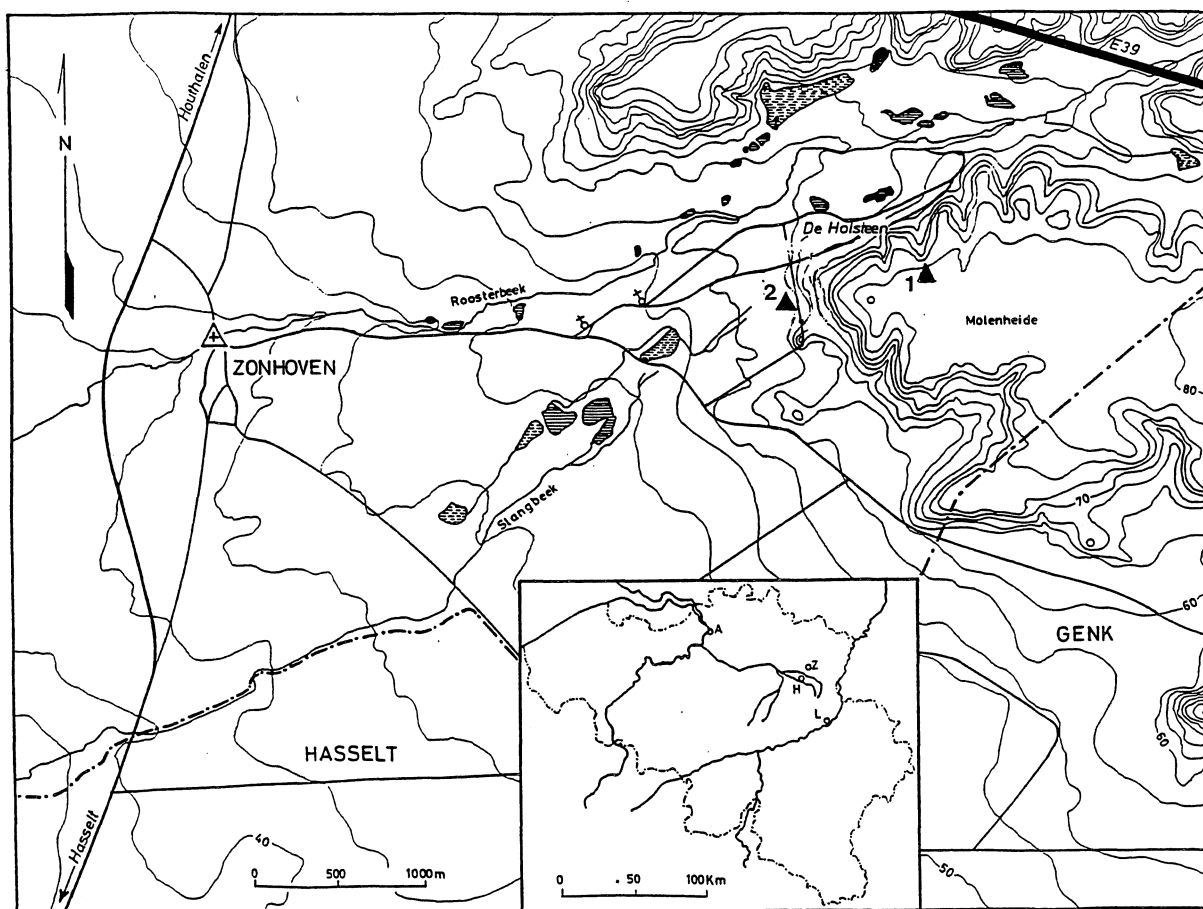 E39
Houthalen
N
De Holsteen
1
2
Roosterbeek
Molenheide
ZONHOVEN
80
Slangbeek
70
60
GENK
A
Z
H
L
60
HASSELT
Hasselt
40
0 500 1000m
0 50 100Km
50